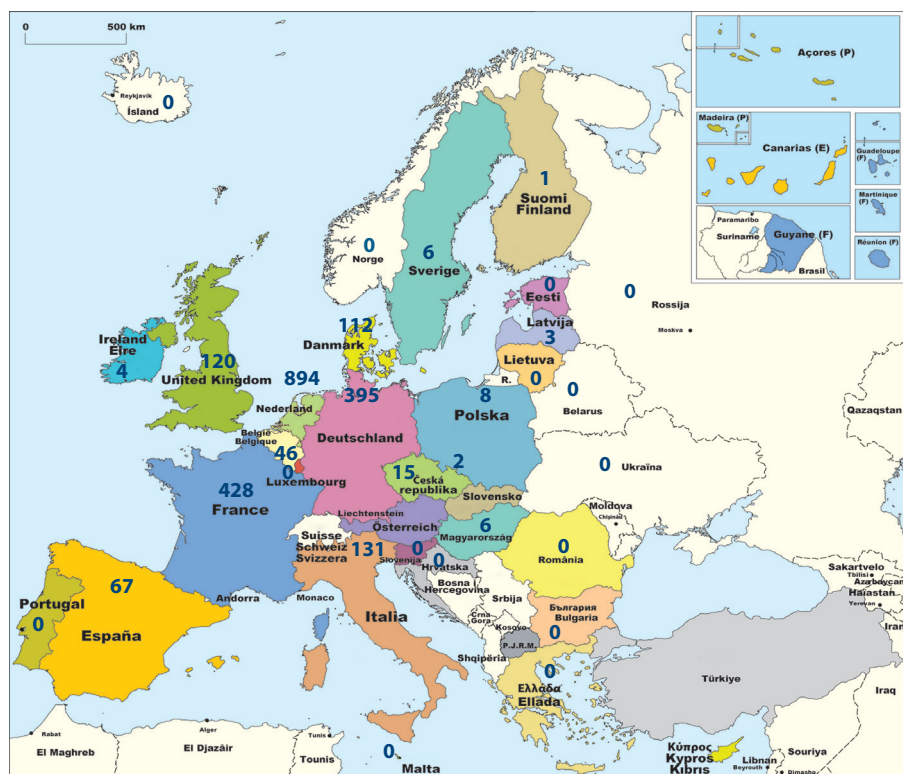 0
500 km
Açores (P)
Reykjavík
Ísland
0
Madeira (P)
Canarias (E)
Guadeloupe
(F)
Martinique
(F)
Réunion (F)
Paramaribo
Suriname
Guyane (F)
Brasil
1
Suomi
Finland
0
Norge
6
Sverige
0
Eesti
0
Rossija
Moskva
Latvija
3
Ireland
Éire
4
120
United Kingdom
112
Danmark
Lietuva
0
R.
0
Belarus
894
Nederland
395
Deutschland
8
Polska
Qazaqstan
België
Belgique
46
0
Luxembourg
15
Česká
republika
2
Slovensko
0
Ukraïna
428
France
Liechtenstein
Österreich
6
Magyarország
Moldova
Chişinău
Suisse
Schweiz
Svizzera
131
0
Slovenija
0
Hrvatska
0
România
Bosna i
Hercegovina
Srbija
Sakartvelo
Tbilisi
Azərbaycan
Haïastan
Yerevan
Iran
67
España
Portugal
0
Andorra
Monaco
Italia
Crna
Gora
Kosovo
България
Bulgaria
0
P.J.R.M.
Shqipëria
0
Ελλάδα
Ellada
Türkiye
Iraq
Rabat
El Maghreb
Alger
El Djazâir
Tunis
Tounis
0
Malta
Κύπρος
Kypros
Kıbrıs
Libnan
Beyrouth
Souriya
Dimashq